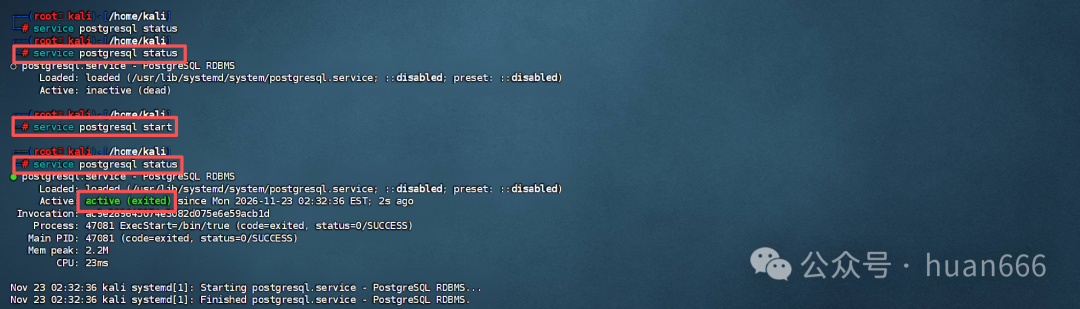 (root㉿kali)-[/home/kali]
# service postgresql status
(root㉿kali)-[/home/kali]
# service postgresql status
○ postgresql.service - PostgreSQL RDBMS
Loaded: loaded (/usr/lib/systemd/system/postgresql.service; ::disabled; preset: ::disabled)
Active: inactive (dead)
(root㉿kali)-[/home/kali]
# service postgresql start
(root㉿kali)-[/home/kali]
# service postgresql status
● postgresql.service - PostgreSQL RDBMS
Loaded: loaded (/usr/lib/systemd/system/postgresql.service; ::disabled; preset: ::disabled)
Active: active (exited) since Mon 2026-11-23 02:32:36 EST; 2s ago
Invocation:
Process: 47081 ExecStart=/bin/true (code=exited, status=0/SUCCESS)
Main PID: 47081 (code=exited, status=0/SUCCESS)
Mem peak: 2.2M
CPU: 23ms
Nov 23 02:32:36 kali systemd[1]: Starting postgresql.service - PostgreSQL RDBMS...
Nov 23 02:32:36 kali systemd[1]: Finished postgresql.service - PostgreSQL RDBMS.
公众号 · huan666